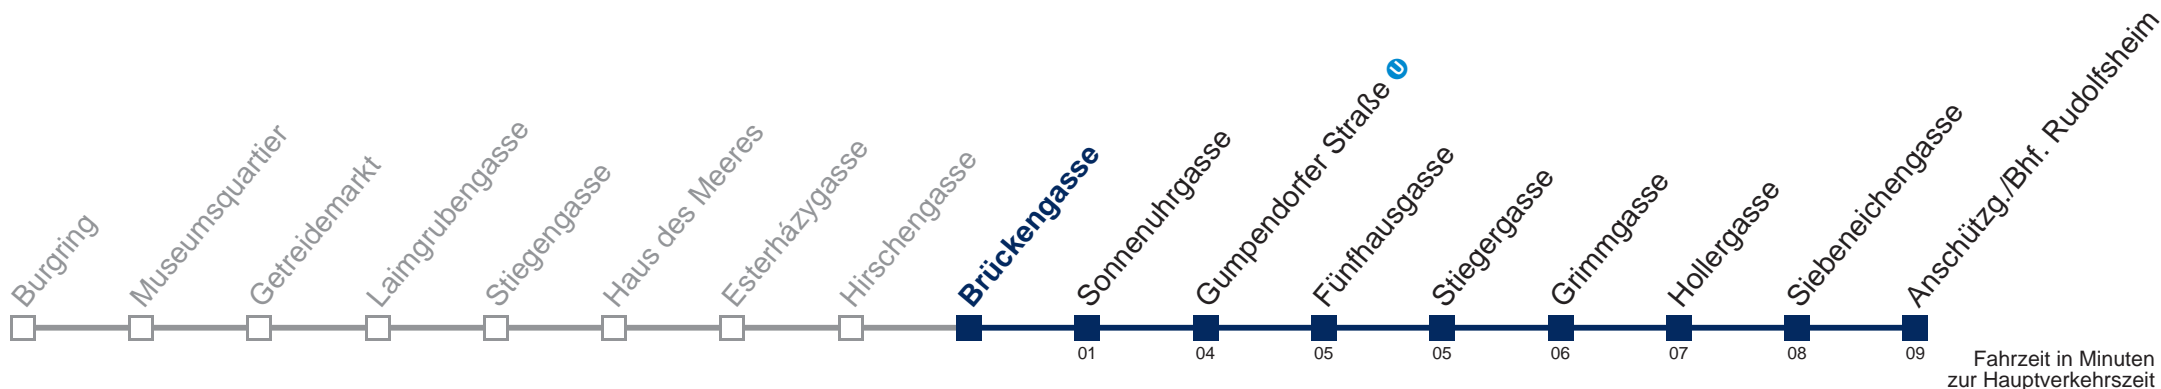 Burgring
Museumsquartier
Getreidemarkt
Laimgrubengasse
Stiegengasse
Haus des Meeres
Esterházygasse
Hirschengasse
Brückengasse
Sonnenuhrgasse
Gumpendorfer Straße U
Fünfhausgasse
Stiegergasse
Grimmgasse
Hollergasse
Siebeneichengasse
Anschützg./Bhf. Rudolfsheim
01 04 05 05 06 07 08 09
Fahrzeit in Minuten
zur Hauptverkehrszeit